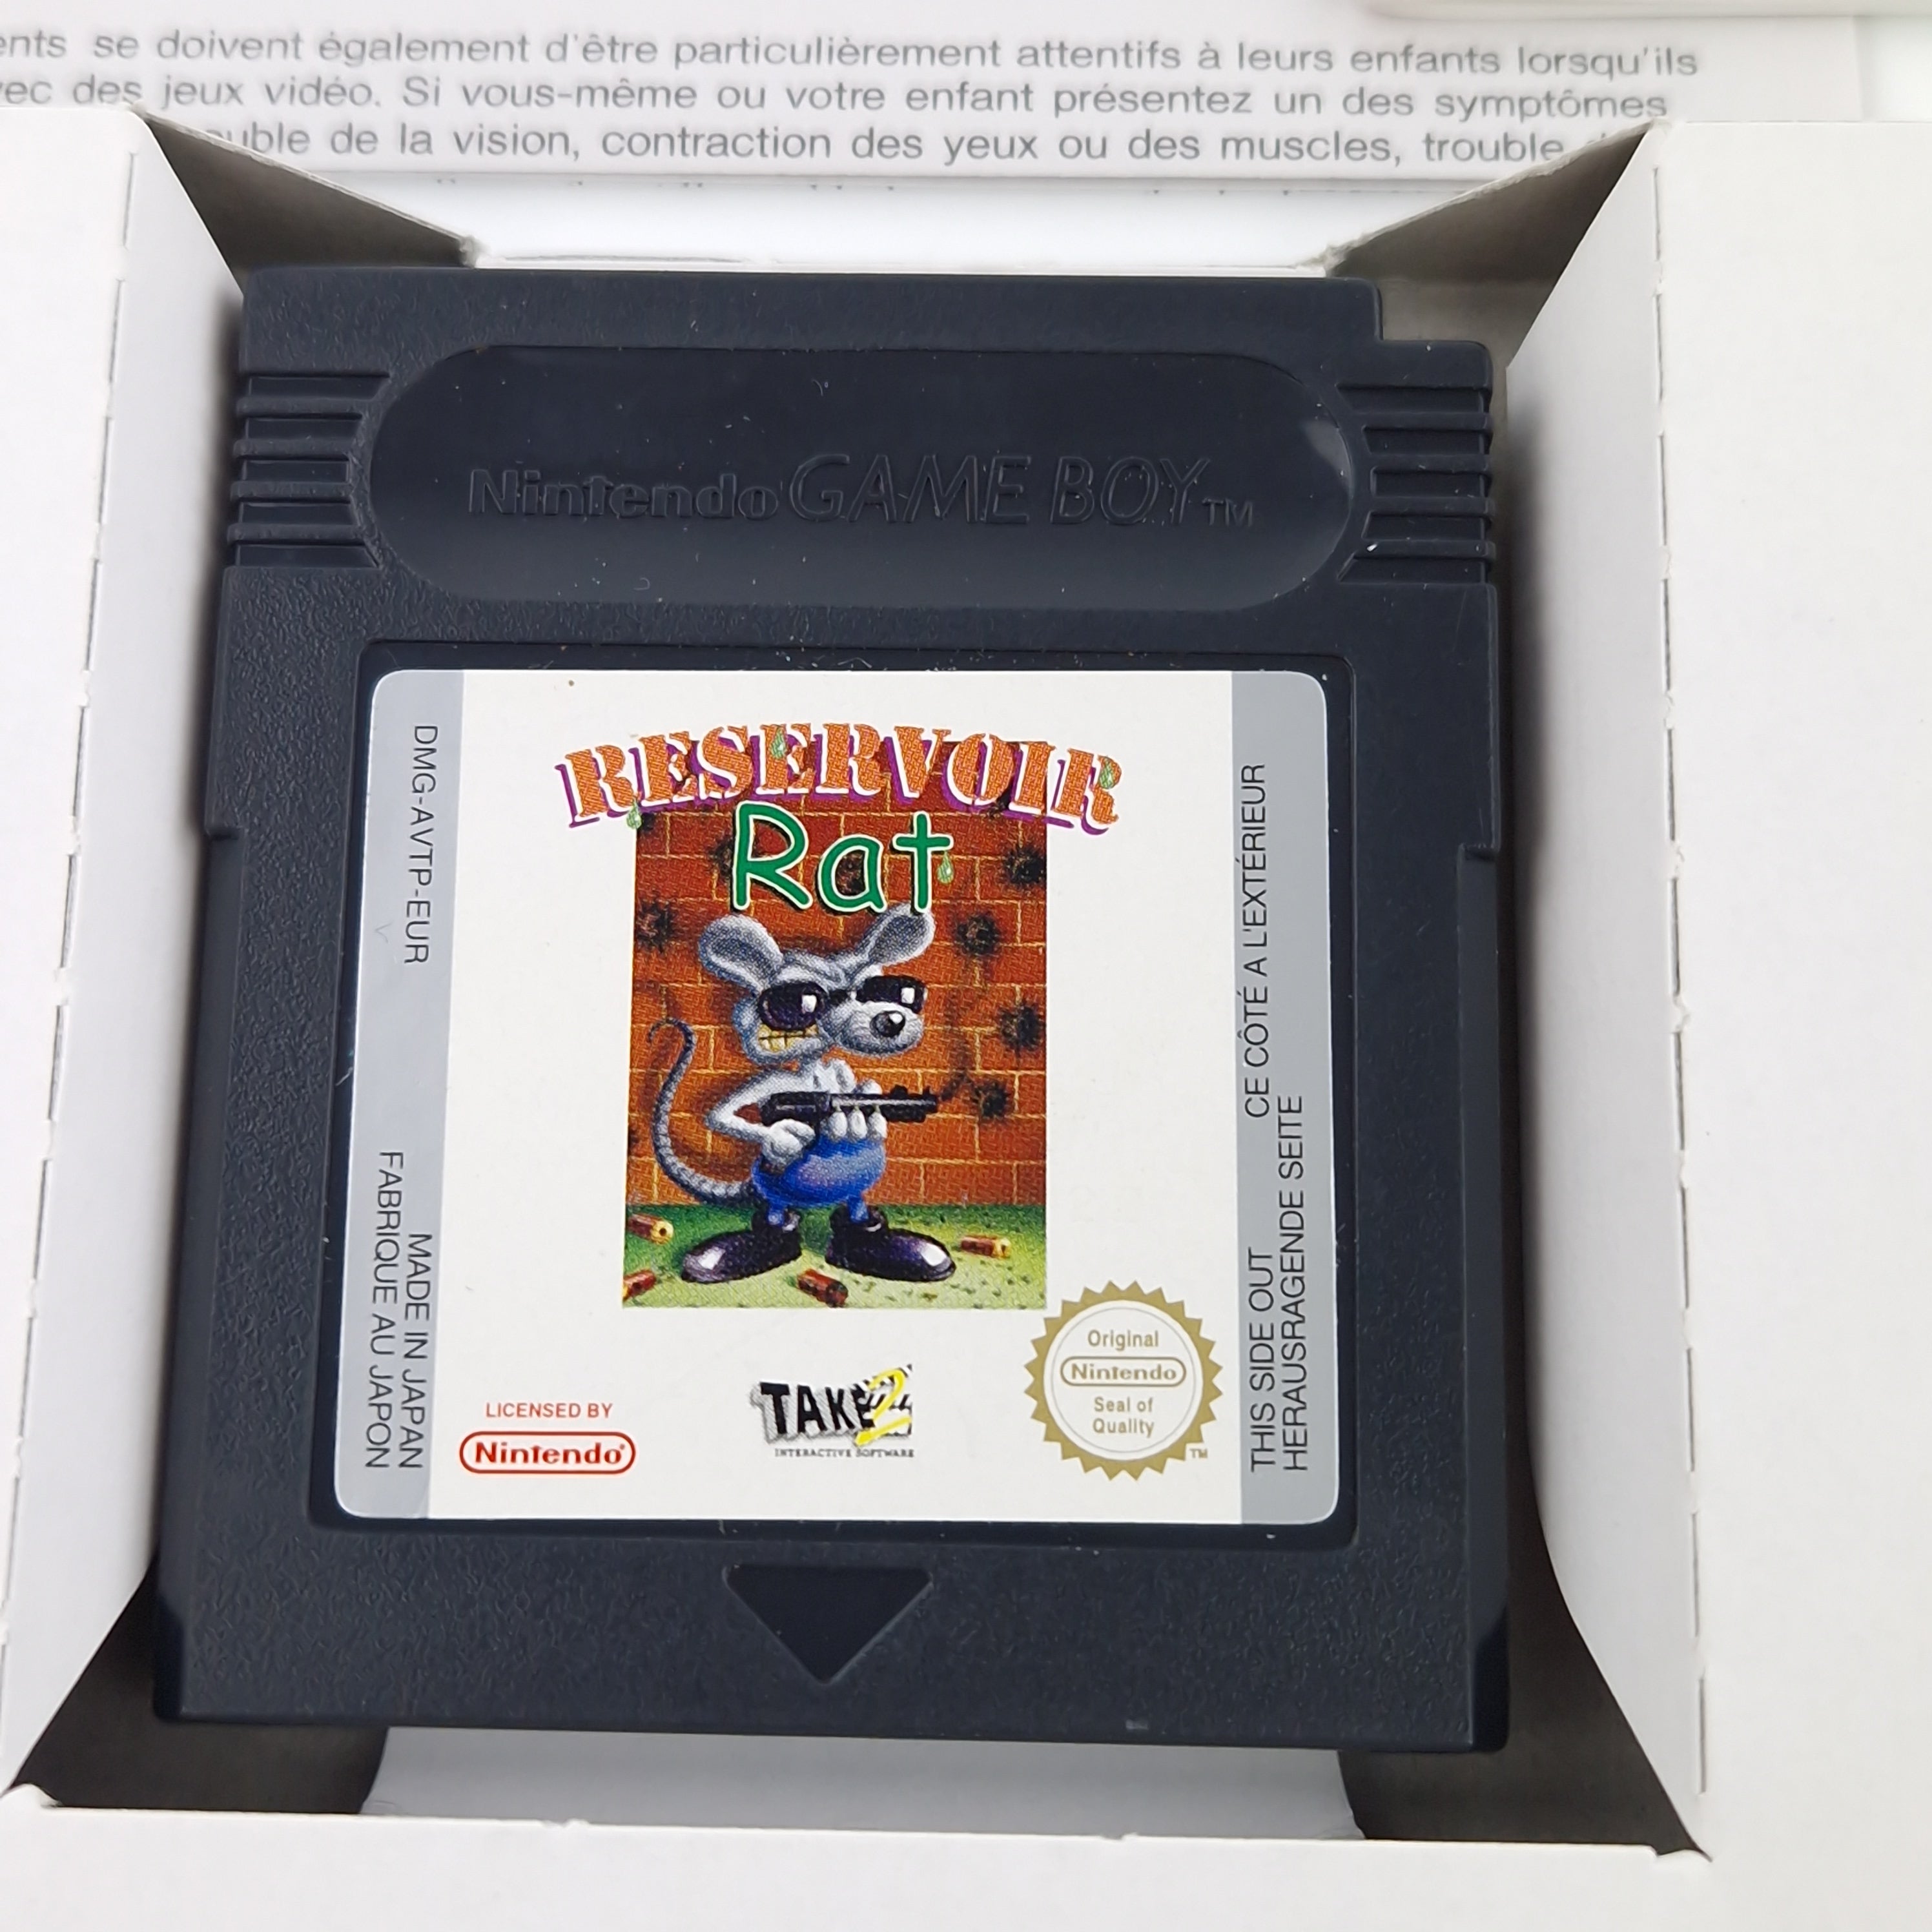 se doivent également d'être particulièrement attentifs à leurs enfants lorsqu'ils
des jeux vidéo. Si vous-même ou votre enfant présentez un des symptômes
de la vision, contraction des yeux ou des muscles, trouble
Nintendo GAME BOY TM
RESERVOIR
Rat
DMG-AVTP-EUR
MADE IN JAPAN
FABRIQUE AU JAPON
CE CÔTÉ A L'EXTÉRIEUR
THIS SIDE OUT
HERAUSRAGENDE SEITE
LICENSED BY
Nintendo®
TAKE 2
INTERACTIVE SOFTWARE
Original
Nintendo
Seal of
Quality
TM